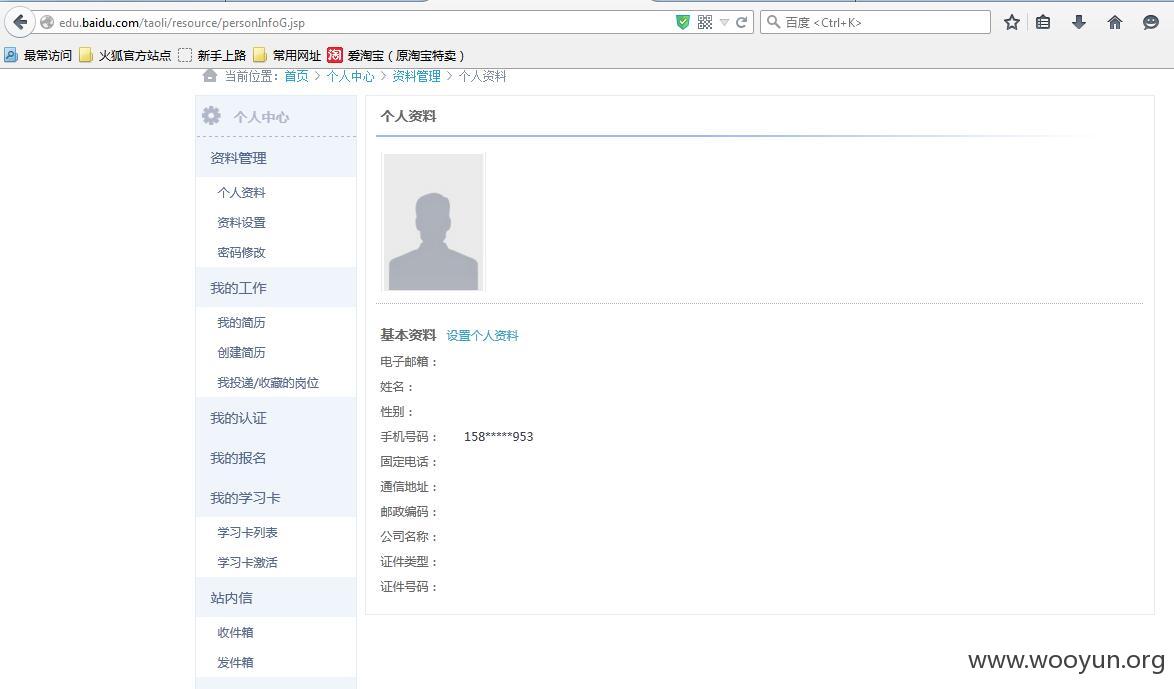 edu.baidu.com/taoli/resource/personInfoG.jsp
百度 <Ctrl+K>
最常访问 火狐官方站点 新手上路 常用网址 淘 爱淘宝（原淘宝特卖）
当前位置：首页 > 个人中心 > 资料管理 > 个人资料
个人中心
资料管理
个人资料
资料设置
密码修改
我的工作
我的简历
创建简历
我投递/收藏的岗位
我的认证
我的报名
我的学习卡
学习卡列表
学习卡激活
站内信
收件箱
发件箱
个人资料
基本资料 设置个人资料
电子邮箱：
姓名：
性别：
手机号码： 158*****953
固定电话：
通信地址：
邮政编码：
公司名称：
证件类型：
证件号码：
www.wooyun.org